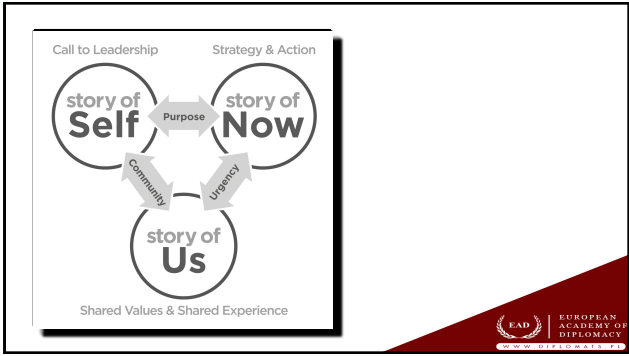 Call to Leadership
Strategy & Action
story of
Self
Purpose
story of
Now
Community
Urgency
story of
Us
Shared Values & Shared Experience
EAD
EUROPEAN
ACADEMY OF
DIPLOMACY
WWW.DIPLOMATS.PL